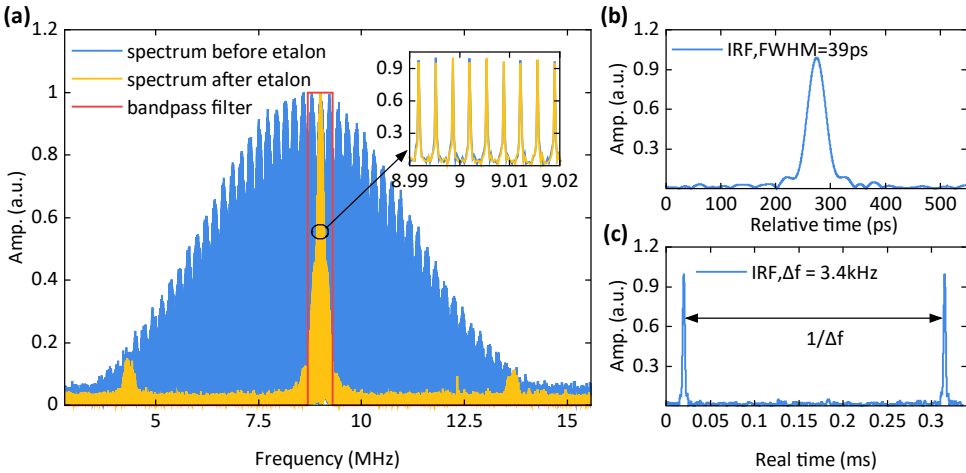 (a)
1.2
1
0.8
0.6
0.4
0.2
0
Amp. (a.u.)
spectrum before etalon
spectrum after etalon
bandpass filter
0.9
0.6
0.3
8.99 9 9.01 9.02
5 7.5 10 12.5 15
Frequency (MHz)
(b)
1.2
0.9
0.6
0.3
Amp. (a.u.)
IRF,FWHM=39ps
0 100 200 300 400 500
Relative time (ps)
(c)
1.2
0.9
0.6
0.3
Amp. (a.u.)
IRF,Δf = 3.4kHz
1/Δf
0 0.05 0.1 0.15 0.2 0.25 0.3
Real time (ms)